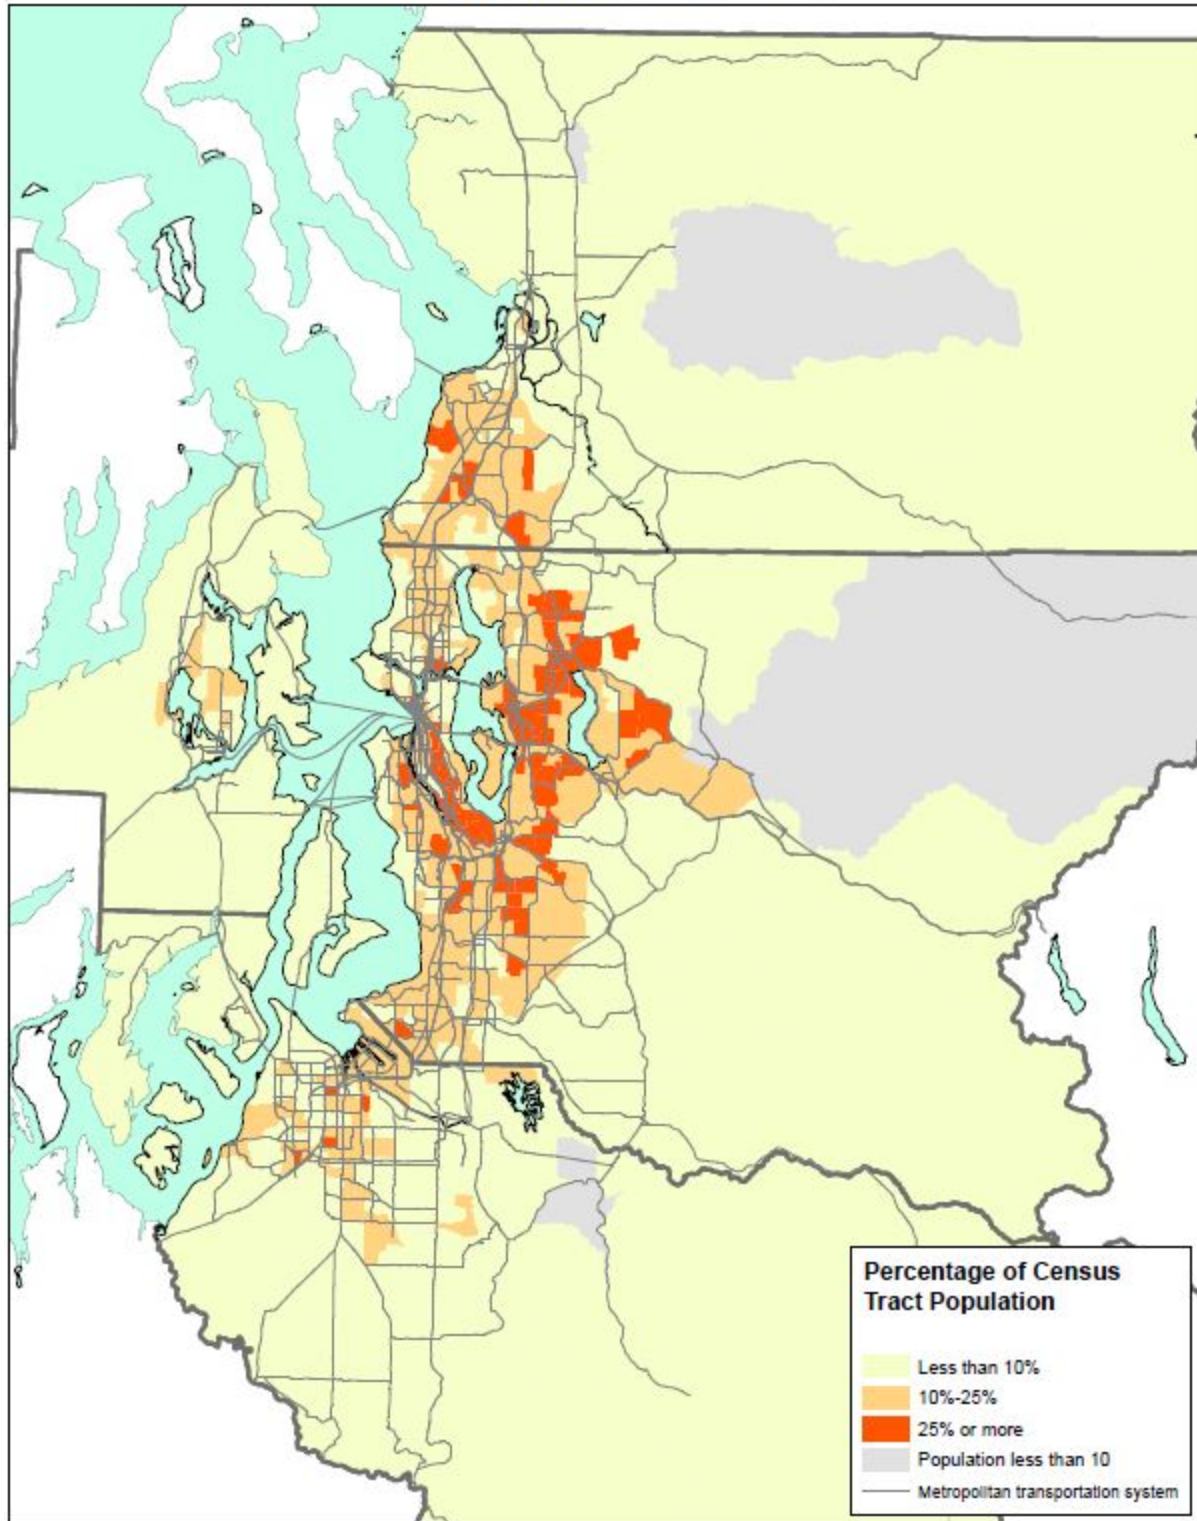 Percentage of Census
Tract Population
Less than 10%
10%-25%
25% or more
Population less than 10
Metropolitan transportation system